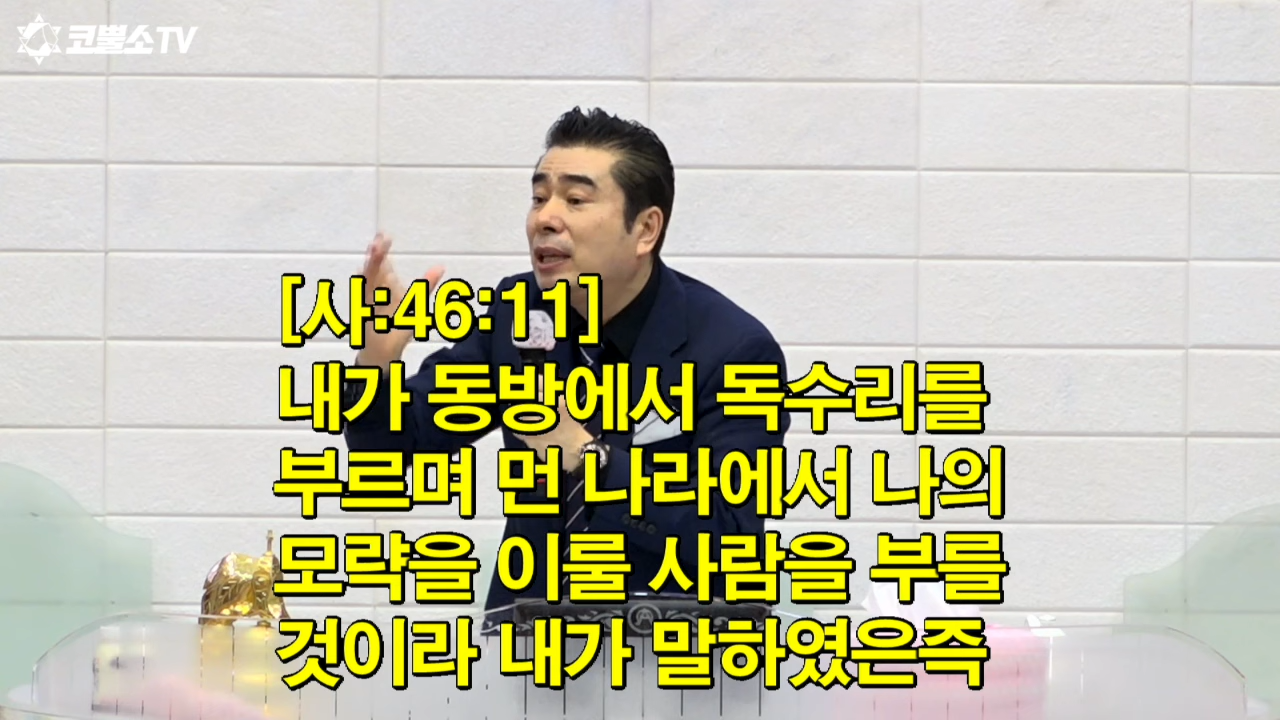 코뿔소TV
[사:46:11]
내가 동방에서 독수리를
부르며 먼 나라에서 나의
모략을 이룰 사람을 부를
것이라 내가 말하였은즉